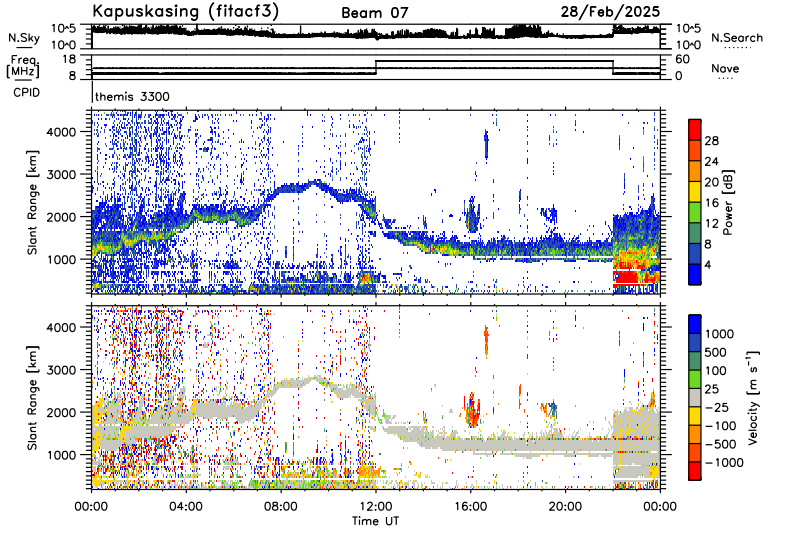 Kapuskasing (fitacf3) Beam 07 28/Feb/2025
N.Sky 10^5 10^0 10^5 10^0 N.Search
Freq. [MHz] 18 8 60 0 Nave
CPID themis 3300
Slant Range [km] 4000 3000 2000 1000
Power [dB] 28 24 20 16 12 8 4
Slant Range [km] 4000 3000 2000 1000
Velocity [m s⁻¹] 1000 500 100 25 −25 −100 −500 −1000
00:00 04:00 08:00 12:00 16:00 20:00 00:00
Time UT